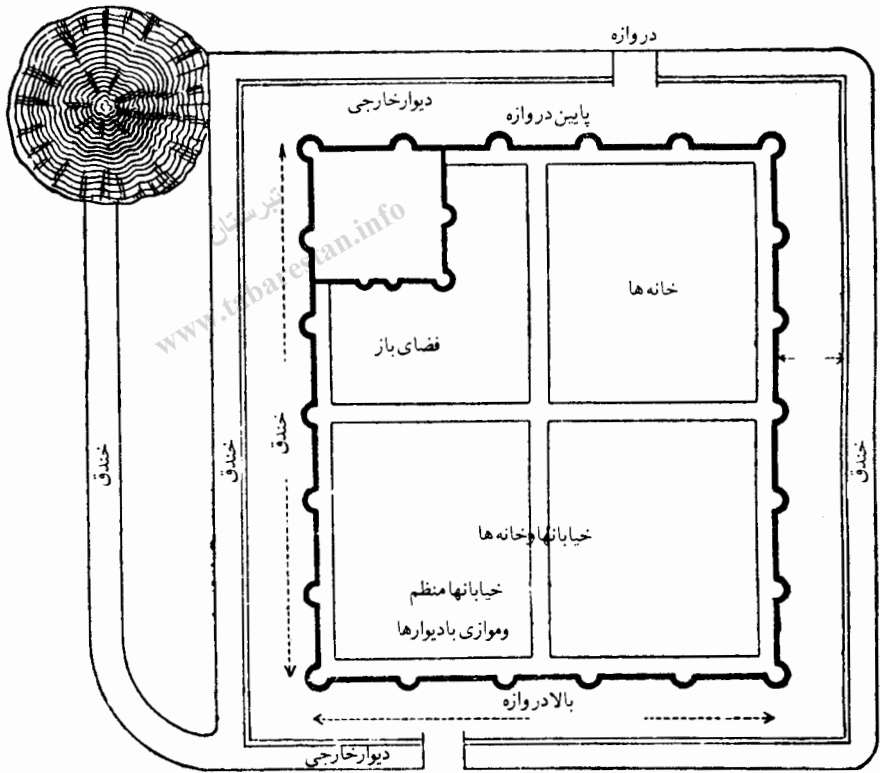 دروازه
دیوارخارجی
پایین دروازه
تبرستان
www.tabarestan.info
خانه ها
فضای باز
خندق
خندق
خندق
خندق
خیابانها و خانه ها
خیابانها منظم
وموازی بادیوارها
بالادروازه
دیوارخارجی